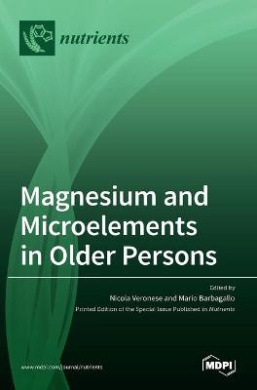 nutrients
Magnesium and
Microelements
in Older Persons
Edited by
Nicola Veronese and Mario Barbagallo
Printed Edition of the Special Issue Published in Nutrients
www.mdpi.com/journal/nutrients
MDPI